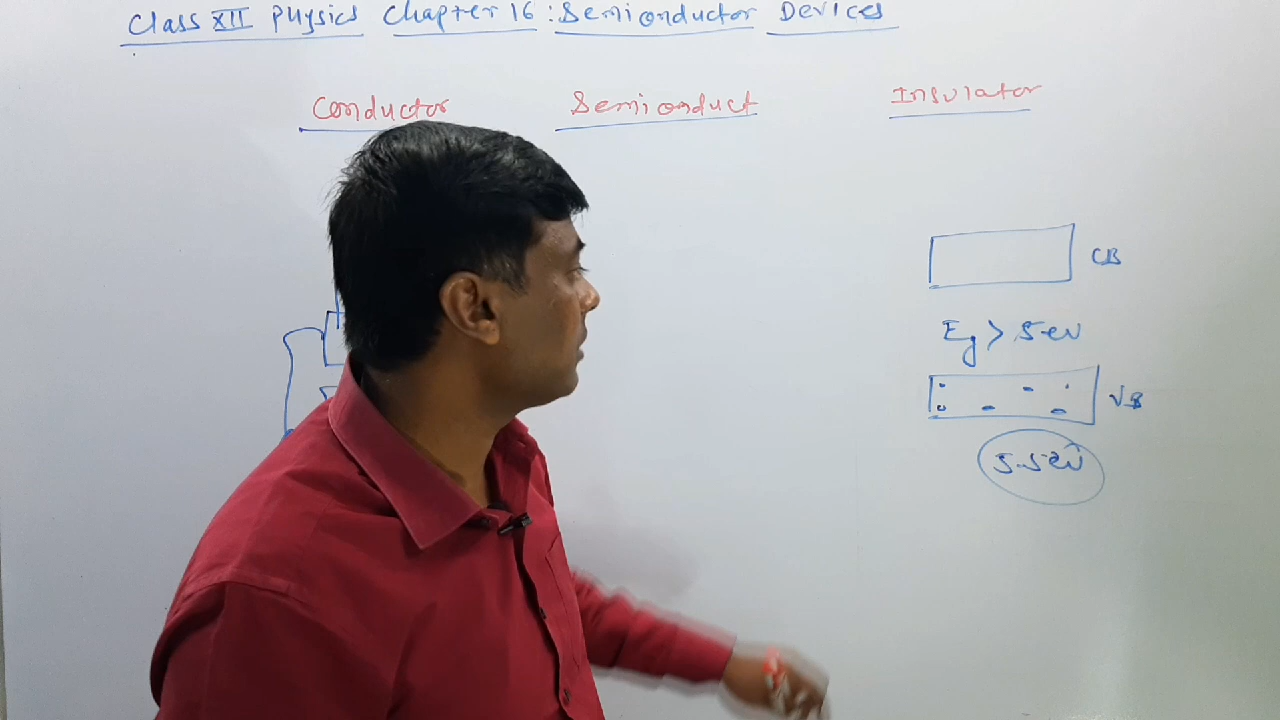 Class XII Physics Chapter 16 : Semiconductor Devices
Conductor Semiconduct Insulator
CB
Eg > 5 ev
VB
5.5 ev